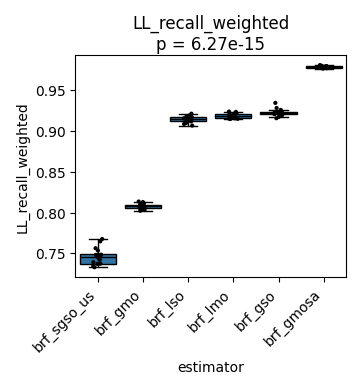 LL_recall_weighted
p = 6.27e-15
LL_recall_weighted
0.95
0.90
0.85
0.80
0.75
brf_sgso_us
brf_gmo
brf_lso
brf_lmo
brf_gso
brf_gmosa
estimator